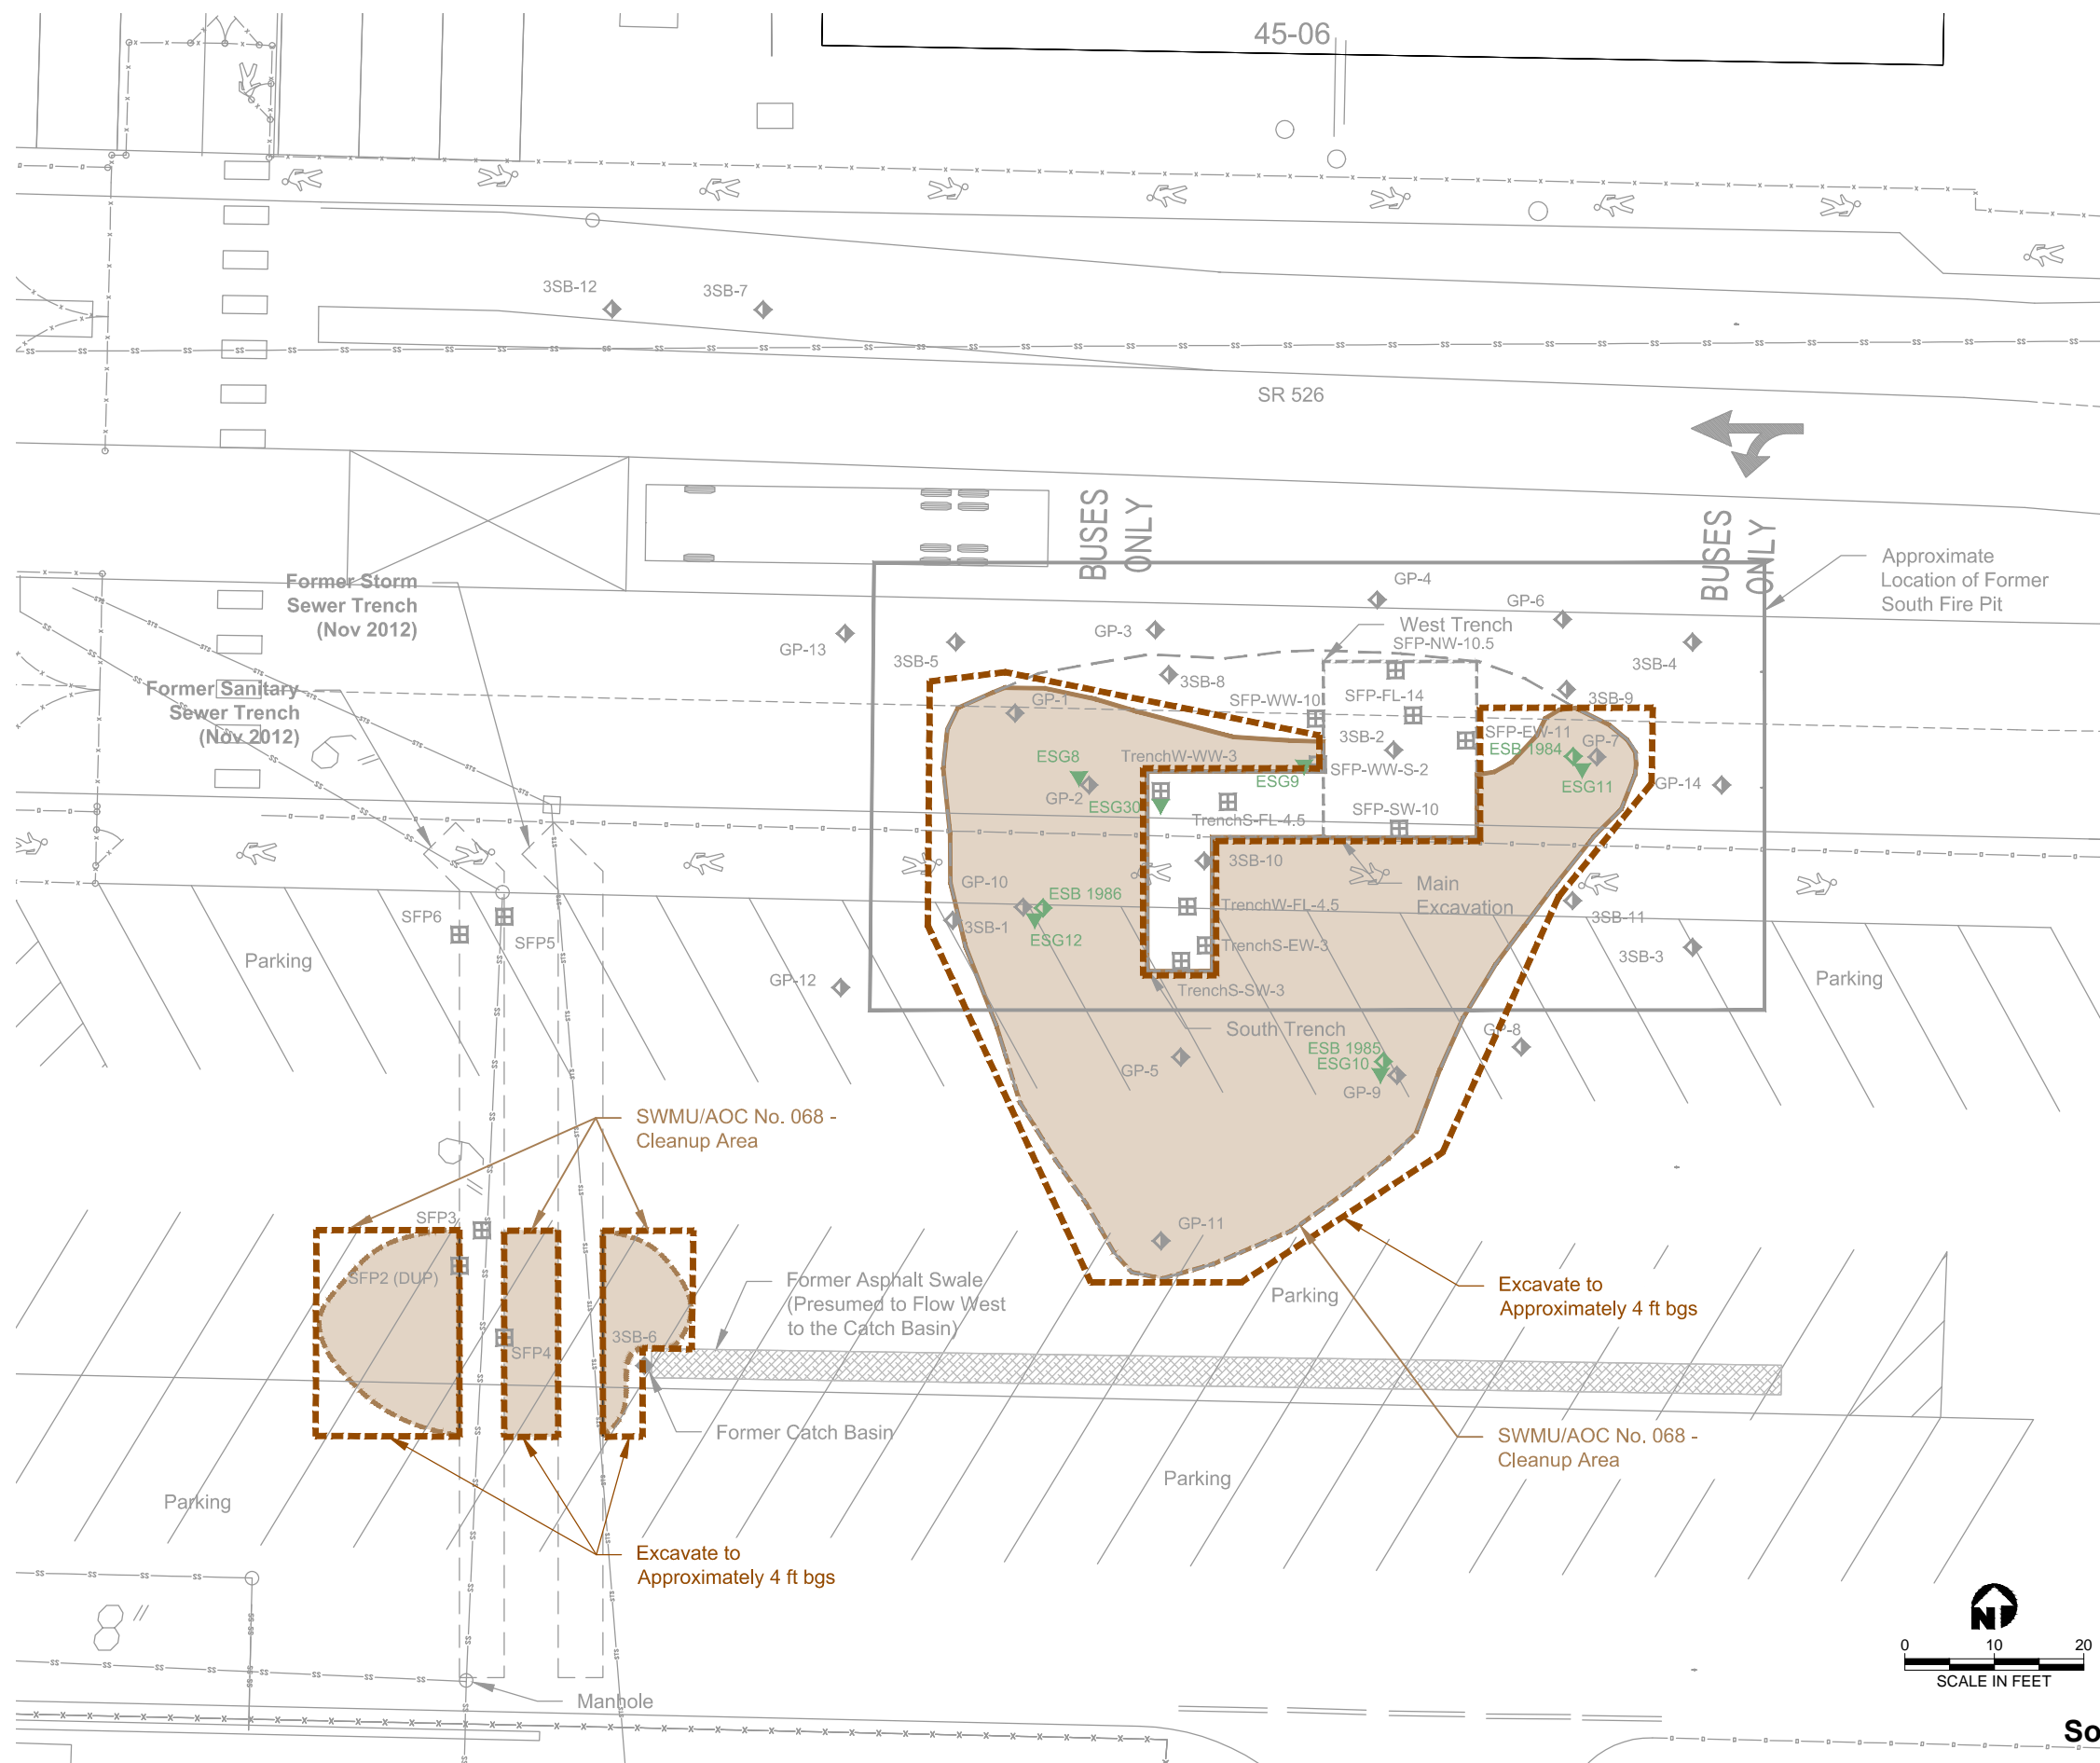 45-06
3SB-12
3SB-7
SR 526
BUSES
ONLY
BUSES
ONLY
Approximate
Location of Former
South Fire Pit
Former Storm
Sewer Trench
(Nov 2012)
GP-4
GP-6
GP-3
West Trench
GP-13
3SB-5
SFP-NW-10.5
3SB-4
3SB-8
Former Sanitary
Sewer Trench
(Nov 2012)
SFP-FL-14
3SB-9
GP-1
SFP-WW-10
SFP-EW-11
3SB-2
ESB 1984
GP-7
TrenchW-WW-3
ESG8
SFP-WW-S-2
ESG9
ESG11
GP-14
GP-2
ESG30
SFP-SW-10
TrenchS-FL-4.5
3SB-10
GP-10
Main
Excavation
ESB 1986
TrenchW-FL-4.5
SFP6
SFP5
3SB-1
ESG12
3SB-11
TrenchS-EW-3
3SB-3
Parking
GP-12
TrenchS-SW-3
Parking
South Trench
GP-8
ESB 1985
ESG10
GP-5
GP-9
SWMU/AOC No. 068 -
Cleanup Area
SFP3
GP-11
SFP2 (DUP)
Former Asphalt Swale
(Presumed to Flow West
to the Catch Basin)
Parking
Excavate to
Approximately 4 ft bgs
3SB-6
SFP4
Former Catch Basin
SWMU/AOC No. 068 -
Cleanup Area
Parking
Parking
Excavate to
Approximately 4 ft bgs
N
0 10 20
SCALE IN FEET
Manhole
So